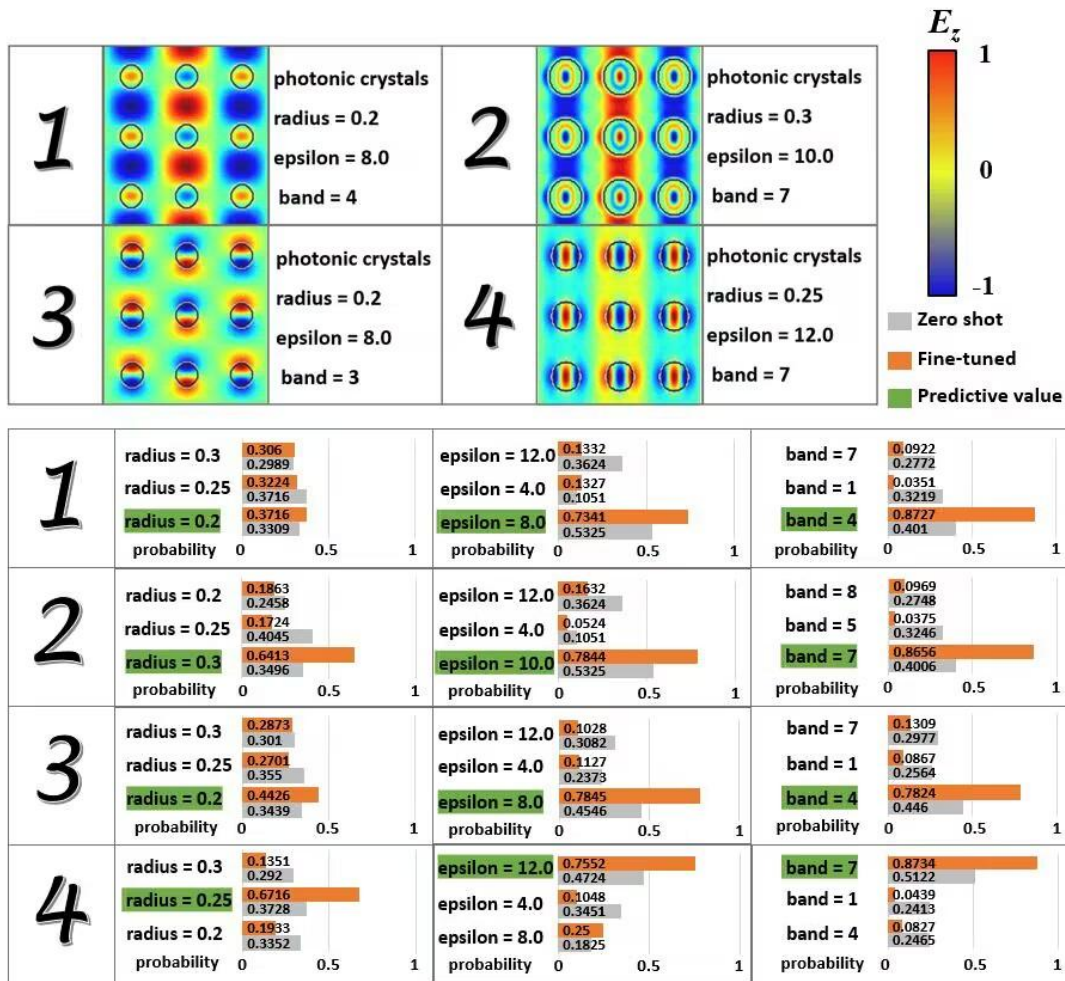 E_z
1
0
-1
Zero shot
Fine-tuned
Predictive value
1
photonic crystals
radius = 0.2
epsilon = 8.0
band = 4
2
photonic crystals
radius = 0.3
epsilon = 10.0
band = 7
3
photonic crystals
radius = 0.2
epsilon = 8.0
band = 3
4
photonic crystals
radius = 0.25
epsilon = 12.0
band = 7
1
radius = 0.3
0.306
0.2989
radius = 0.25
0.3224
0.3716
radius = 0.2
0.3716
0.3309
probability 0 0.5 1
epsilon = 12.0
0.1332
0.3624
epsilon = 4.0
0.1327
0.1051
epsilon = 8.0
0.7341
0.5325
probability 0 0.5 1
band = 7
0.0922
0.2772
band = 1
0.0351
0.3219
band = 4
0.8727
0.401
probability 0 0.5 1
2
radius = 0.2
0.1863
0.2458
radius = 0.25
0.1724
0.4045
radius = 0.3
0.6413
0.3496
probability 0 0.5 1
epsilon = 12.0
0.1632
0.3624
epsilon = 4.0
0.0524
0.1051
epsilon = 10.0
0.7844
0.5325
probability 0 0.5 1
band = 8
0.0969
0.2748
band = 5
0.0375
0.3246
band = 7
0.8656
0.4006
probability 0 0.5 1
3
radius = 0.3
0.2873
0.301
radius = 0.25
0.2701
0.355
radius = 0.2
0.4426
0.3439
probability 0 0.5 1
epsilon = 12.0
0.1028
0.3082
epsilon = 4.0
0.1127
0.2373
epsilon = 8.0
0.7845
0.4546
probability 0 0.5 1
band = 7
0.1309
0.2977
band = 1
0.0867
0.2564
band = 4
0.7824
0.446
probability 0 0.5 1
4
radius = 0.3
0.1351
0.292
radius = 0.25
0.6716
0.3728
radius = 0.2
0.1933
0.3352
probability 0 0.5 1
epsilon = 12.0
0.7552
0.4724
epsilon = 4.0
0.1048
0.3451
epsilon = 8.0
0.25
0.1825
probability 0 0.5 1
band = 7
0.8734
0.5122
band = 1
0.0439
0.2413
band = 4
0.0827
0.2465
probability 0 0.5 1